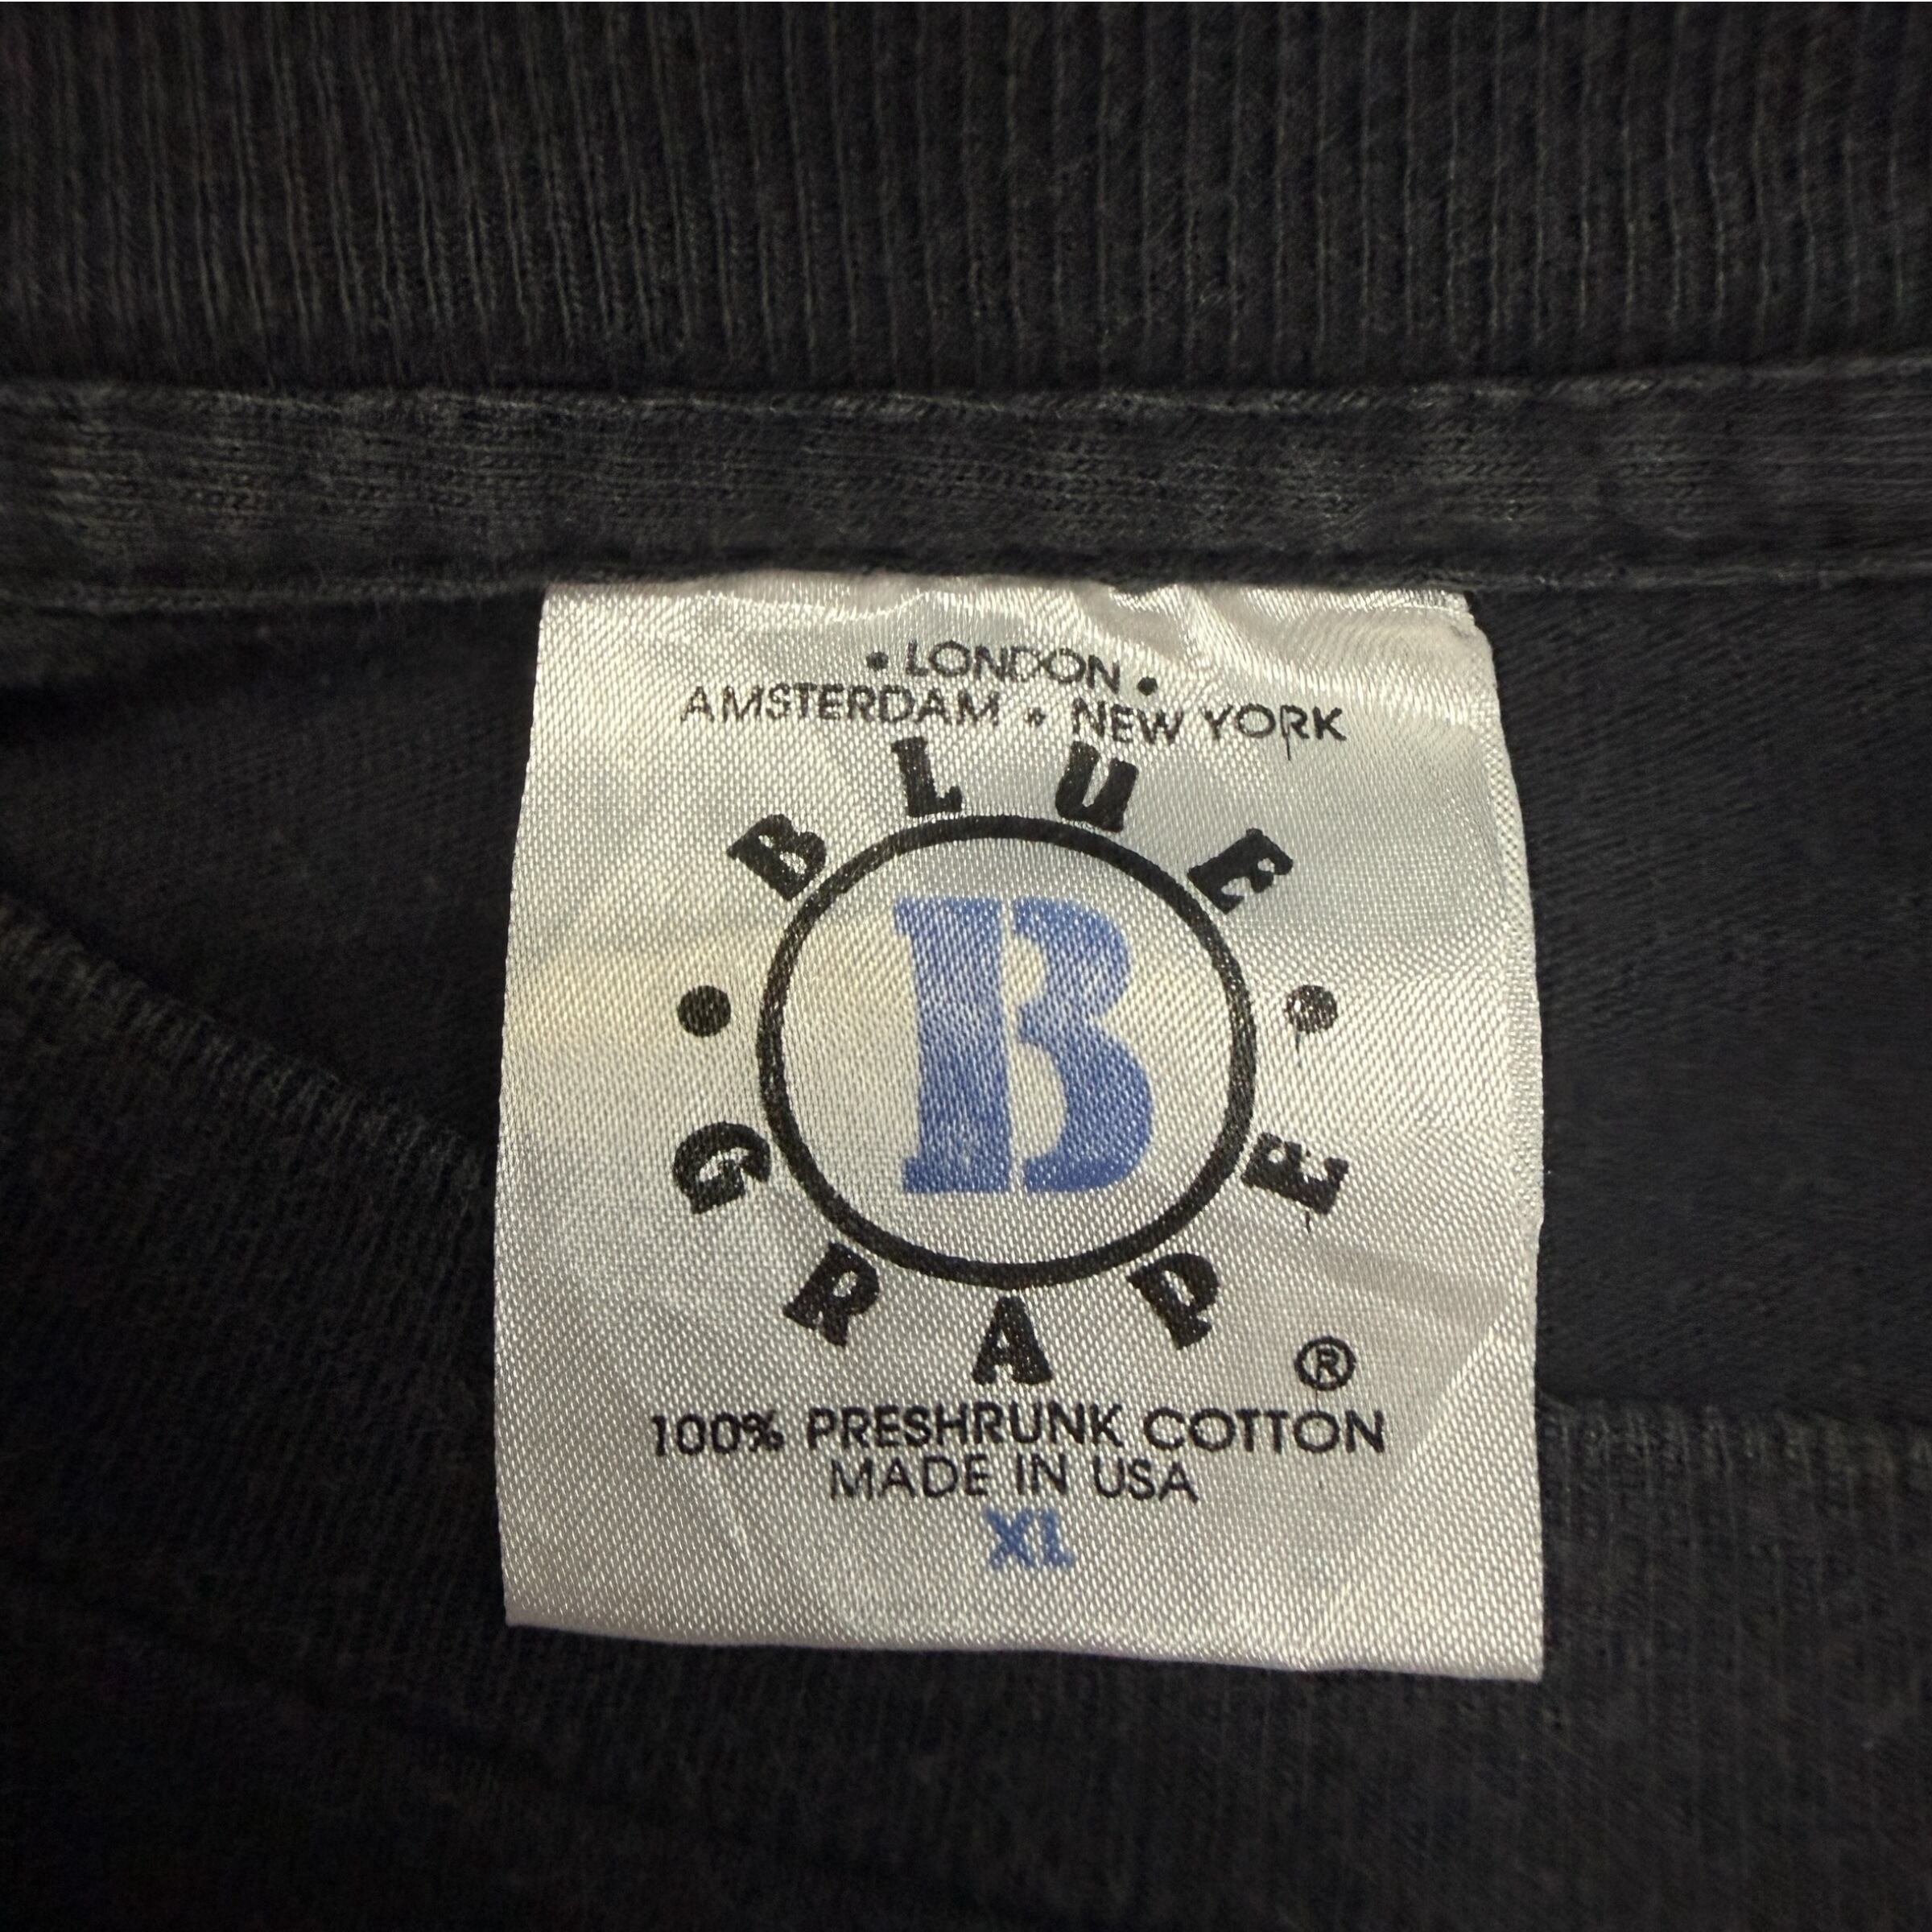 • LONDON •
AMSTERDAM • NEW YORK
BLUE
B
• •
GRAPE
®
100% PRESHRUNK COTTON
MADE IN USA
XL